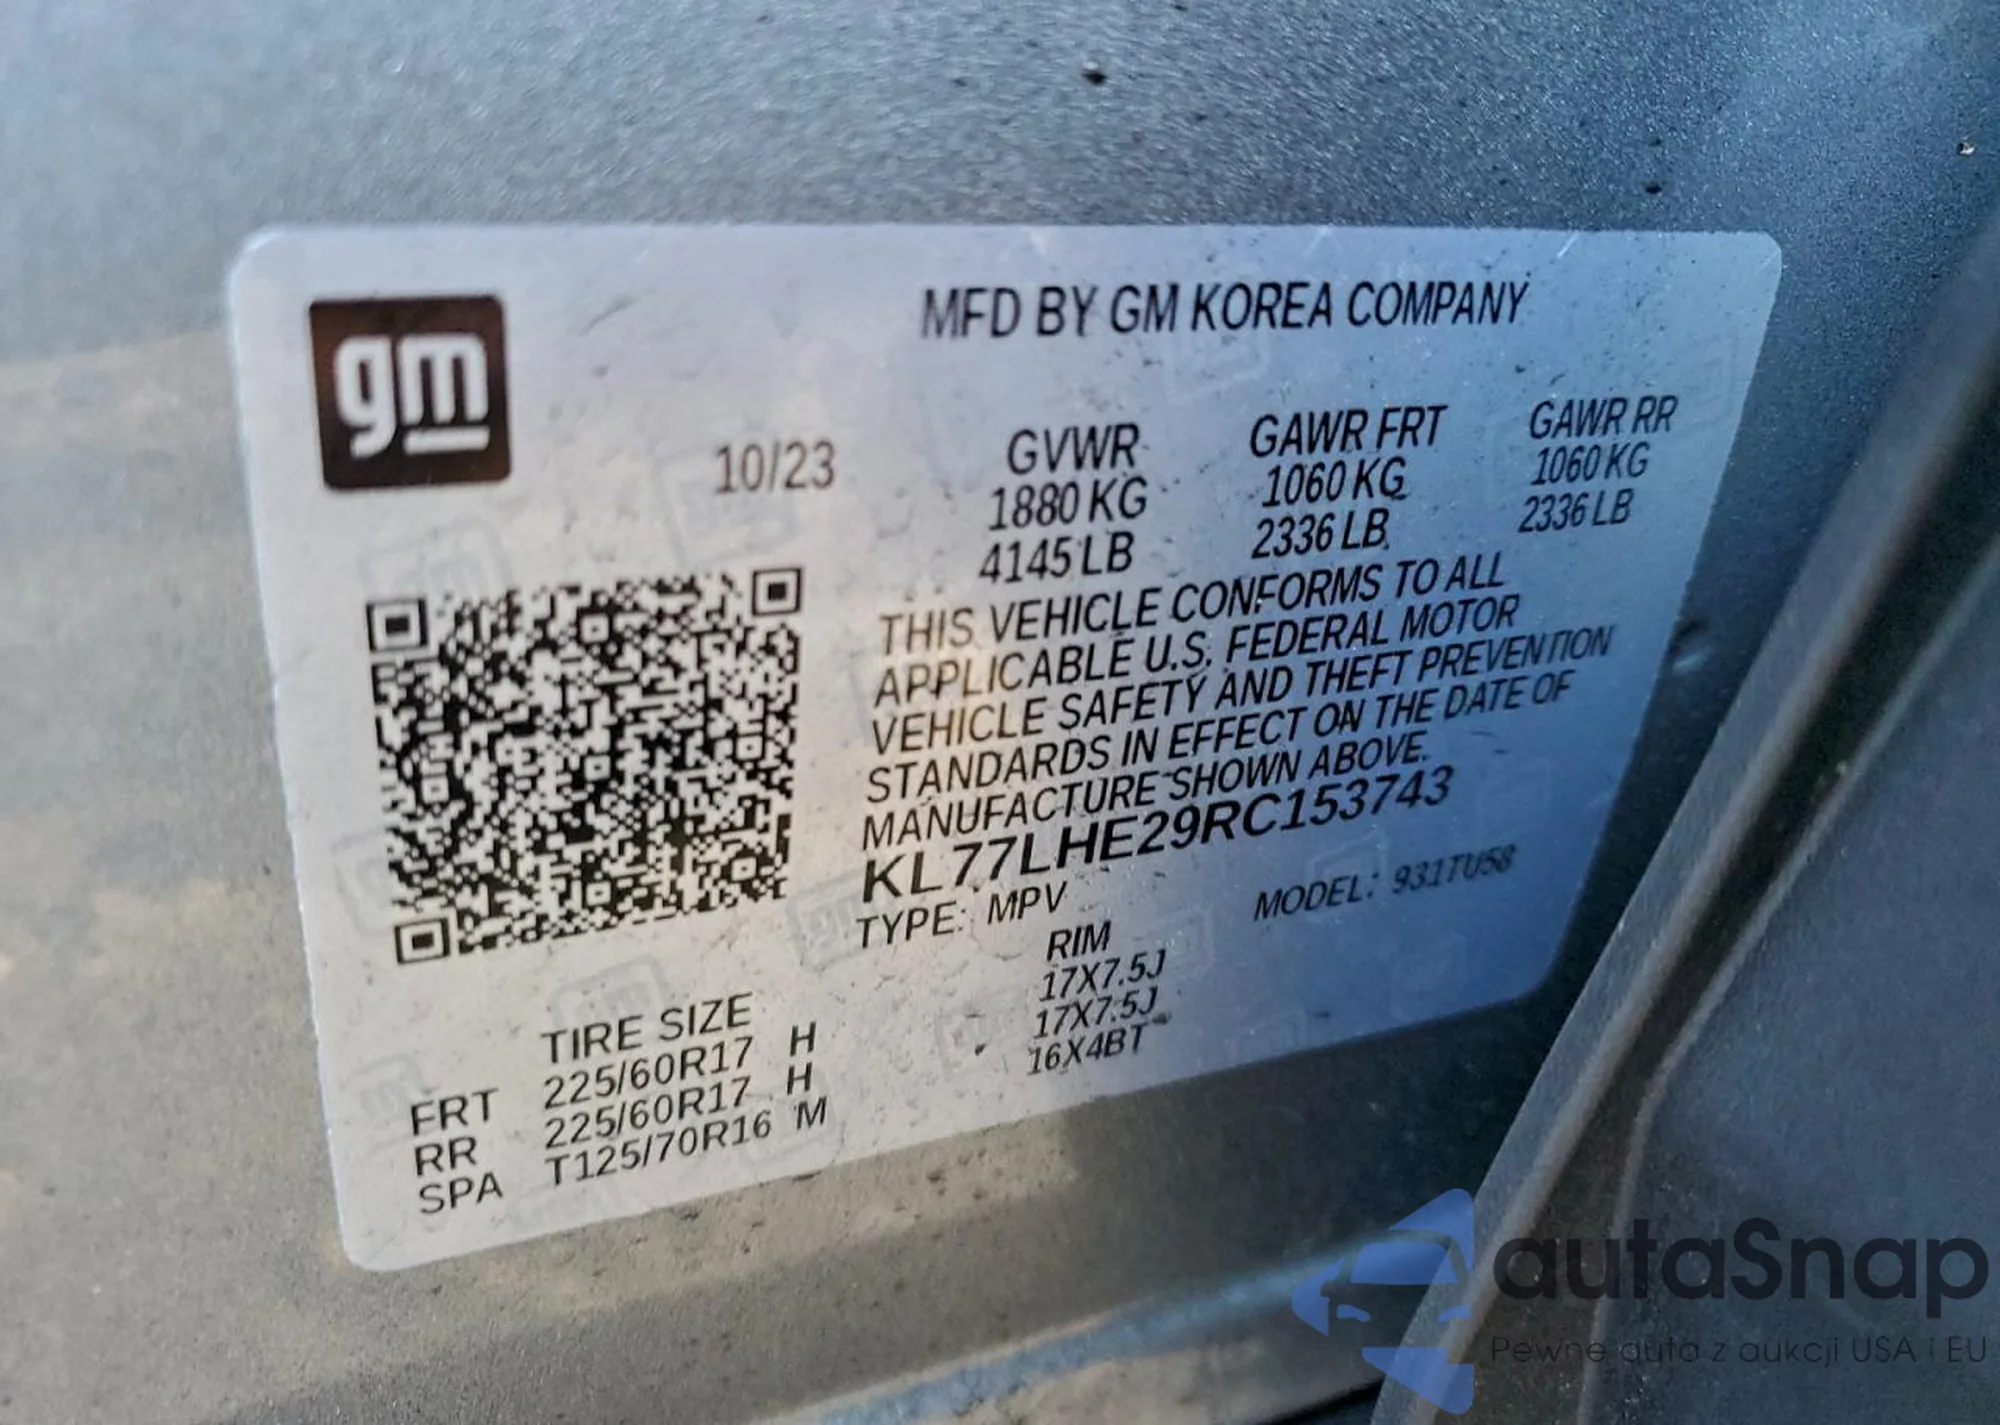 gm
MFD BY GM KOREA COMPANY
10/23
GVWR GAWR FRT GAWR RR
1880 KG 1060 KG 1060 KG
4145 LB 2336 LB 2336 LB
THIS VEHICLE CONFORMS TO ALL
APPLICABLE U.S. FEDERAL MOTOR
VEHICLE SAFETY AND THEFT PREVENTION
STANDARDS IN EFFECT ON THE DATE OF
MANUFACTURE SHOWN ABOVE.
KL77LHE29RC153743
TYPE: MPV MODEL: 931TU58
TIRE SIZE RIM
FRT 225/60R17 H 17X7.5J
RR 225/60R17 H 17X7.5J
SPA T125/70R16 M 16X4BT
autaSnap
Pewne auta z aukcji USA i EU